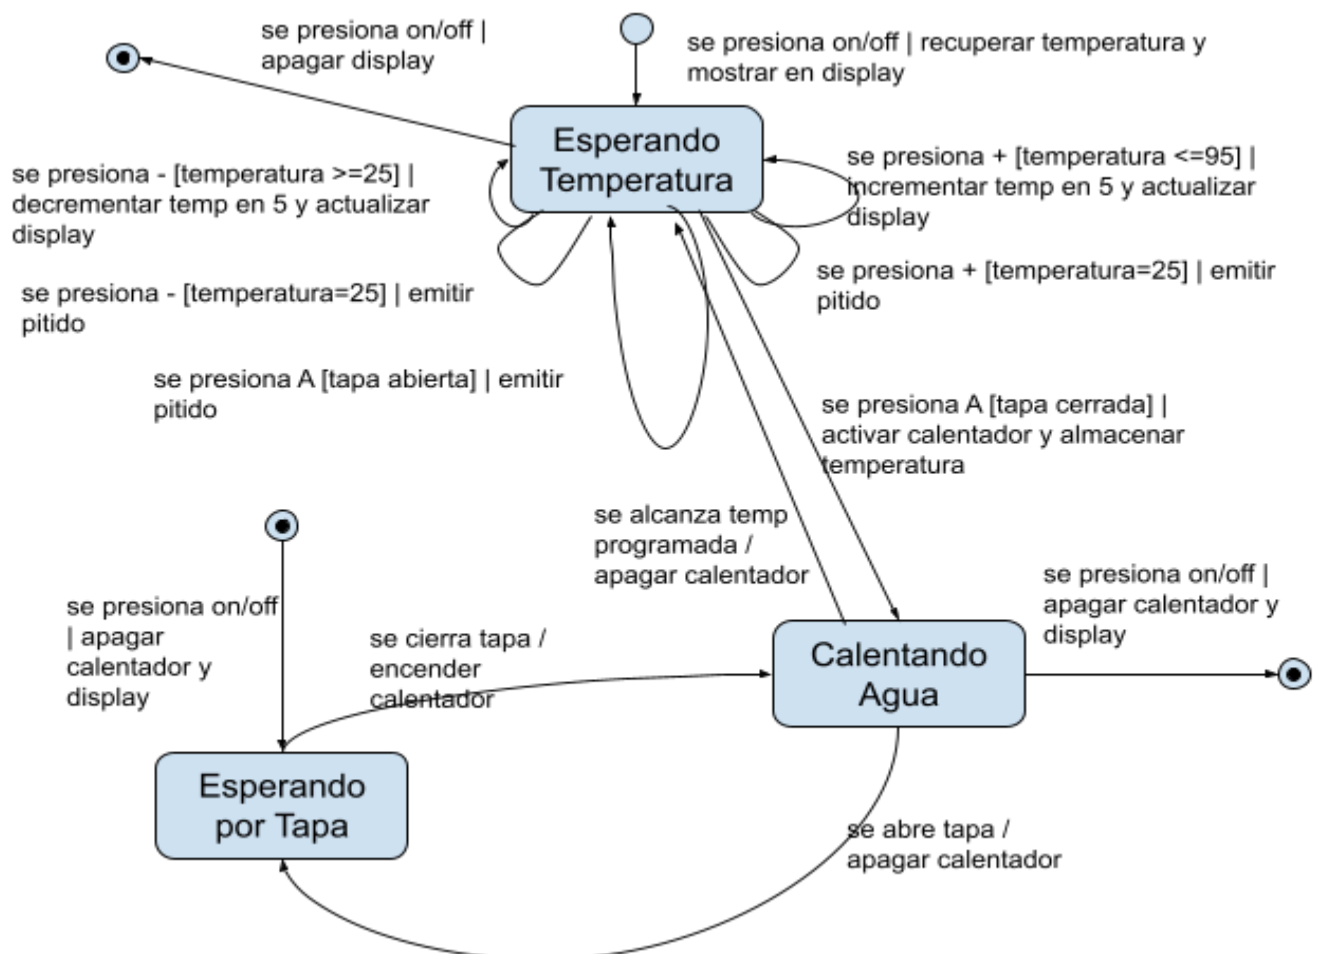 se presiona on/off |
apagar display
se presiona on/off | recuperar temperatura y
mostrar en display
Esperando
Temperatura
se presiona - [temperatura >=25] |
decrementar temp en 5 y actualizar
display
se presiona + [temperatura <=95] |
incrementar temp en 5 y actualizar
display
se presiona - [temperatura=25] | emitir
pitido
se presiona + [temperatura=25] | emitir
pitido
se presiona A [tapa abierta] | emitir
pitido
se presiona A [tapa cerrada] |
activar calentador y almacenar
temperatura
se alcanza temp
programada /
apagar calentador
se presiona on/off |
apagar calentador y
display
se presiona on/off
| apagar
calentador y
display
se cierra tapa /
encender
calentador
Calentando
Agua
Esperando
por Tapa
se abre tapa /
apagar calentador